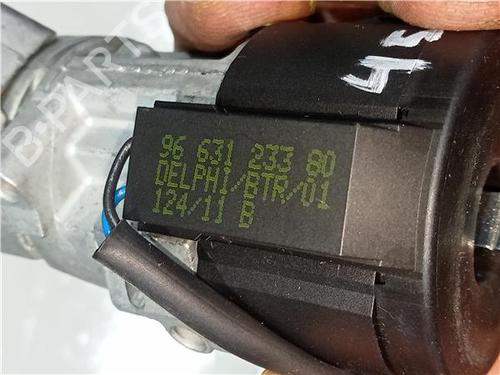 96 631 233 80
DELPHI/BTR/01
124/11 B
B-PARTS